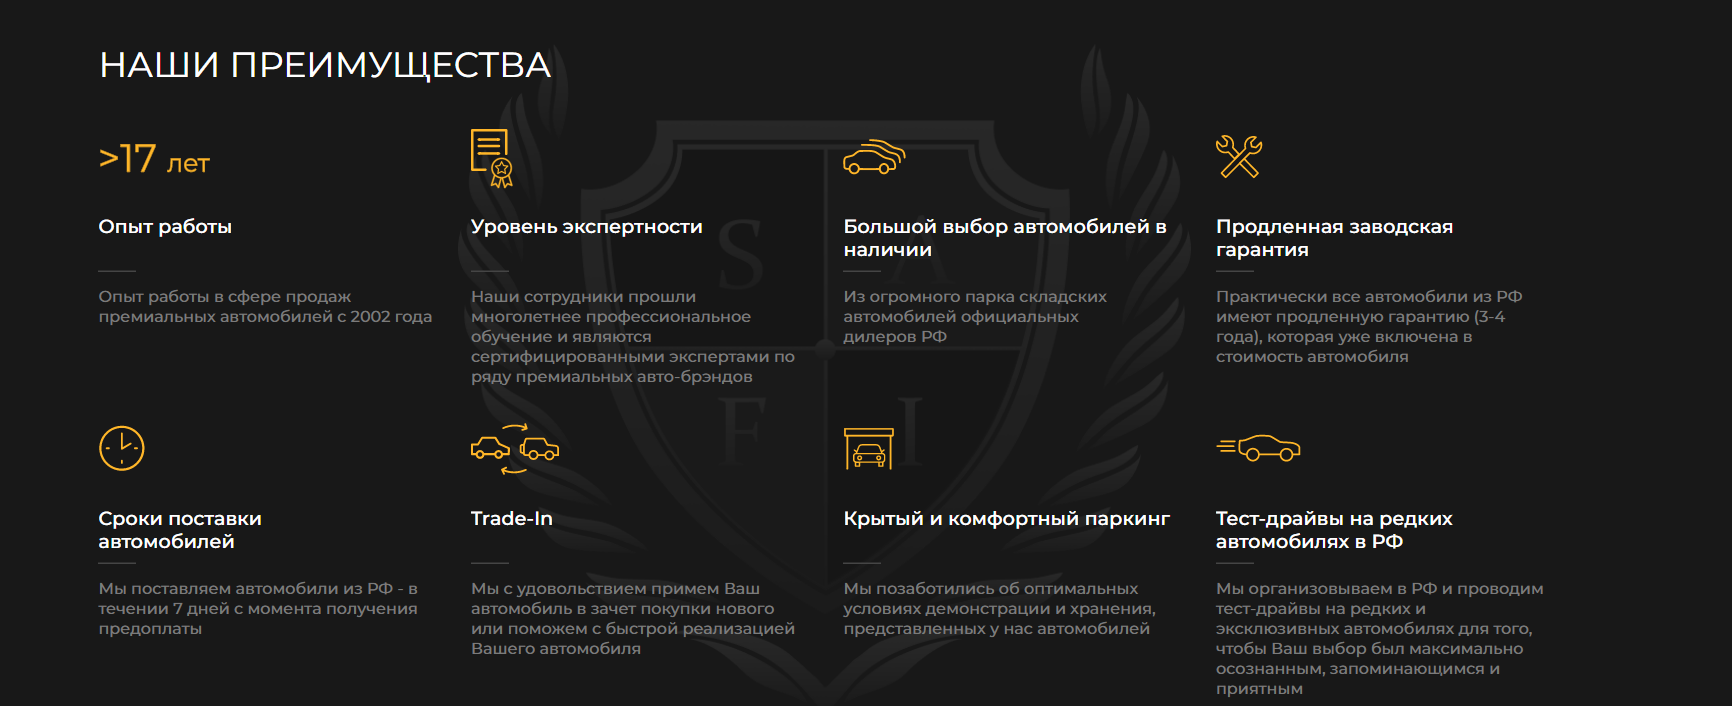 НАШИ ПРЕИМУЩЕСТВА
>17 лет
Опыт работы
Опыт работы в сфере продаж
премиальных автомобилей с 2002 года
Уровень экспертности
Наши сотрудники прошли
многолетнее профессиональное
обучение и являются
сертифицированными экспертами по
ряду премиальных авто-брэндов
Большой выбор автомобилей в
наличии
Из огромного парка складских
автомобилей официальных
дилеров РФ
Продленная заводская
гарантия
Практически все автомобили из РФ
имеют продленную гарантию (3-4
года), которая уже включена в
стоимость автомобиля
Сроки поставки
автомобилей
Мы поставляем автомобили из РФ - в
течении 7 дней с момента получения
предоплаты
Trade-In
Мы с удовольствием примем Ваш
автомобиль в зачет покупки нового
или поможем с быстрой реализацией
Вашего автомобиля
Крытый и комфортный паркинг
Мы позаботились об оптимальных
условиях демонстрации и хранения,
представленных у нас автомобилей
Тест-драйвы на редких
автомобилях в РФ
Мы организовываем в РФ и проводим
тест-драйвы на редких и
эксклюзивных автомобилях для того,
чтобы Ваш выбор был максимально
осознанным, запоминающимся и
приятным
S A
F I